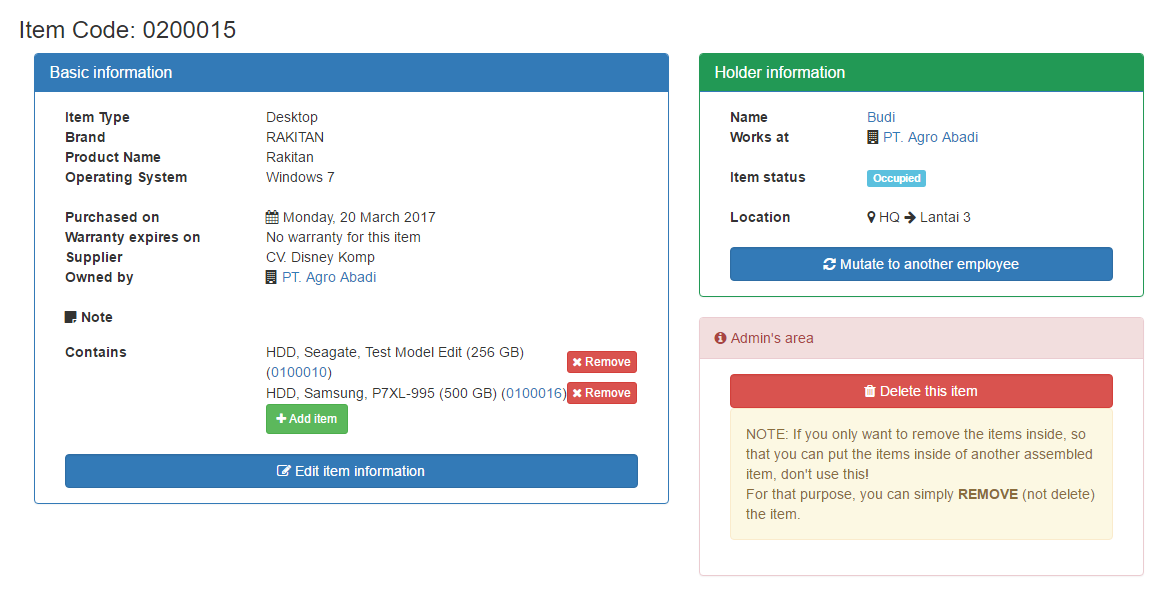 Item Code: 0200015
Basic information
Item Type Desktop
Brand RAKITAN
Product Name Rakitan
Operating System Windows 7
Purchased on Monday, 20 March 2017
Warranty expires on No warranty for this item
Supplier CV. Disney Komp
Owned by PT. Agro Abadi
Note
Contains HDD, Seagate, Test Model Edit (256 GB)
(0100010) Remove
HDD, Samsung, P7XL-995 (500 GB) (0100016) Remove
Add item
Edit item information
Holder information
Name Budi
Works at PT. Agro Abadi
Item status Occupied
Location HQ Lantai 3
Mutate to another employee
Admin's area
Delete this item
NOTE: If you only want to remove the items inside, so
that you can put the items inside of another assembled
item, don't use this!
For that purpose, you can simply REMOVE (not delete)
the item.